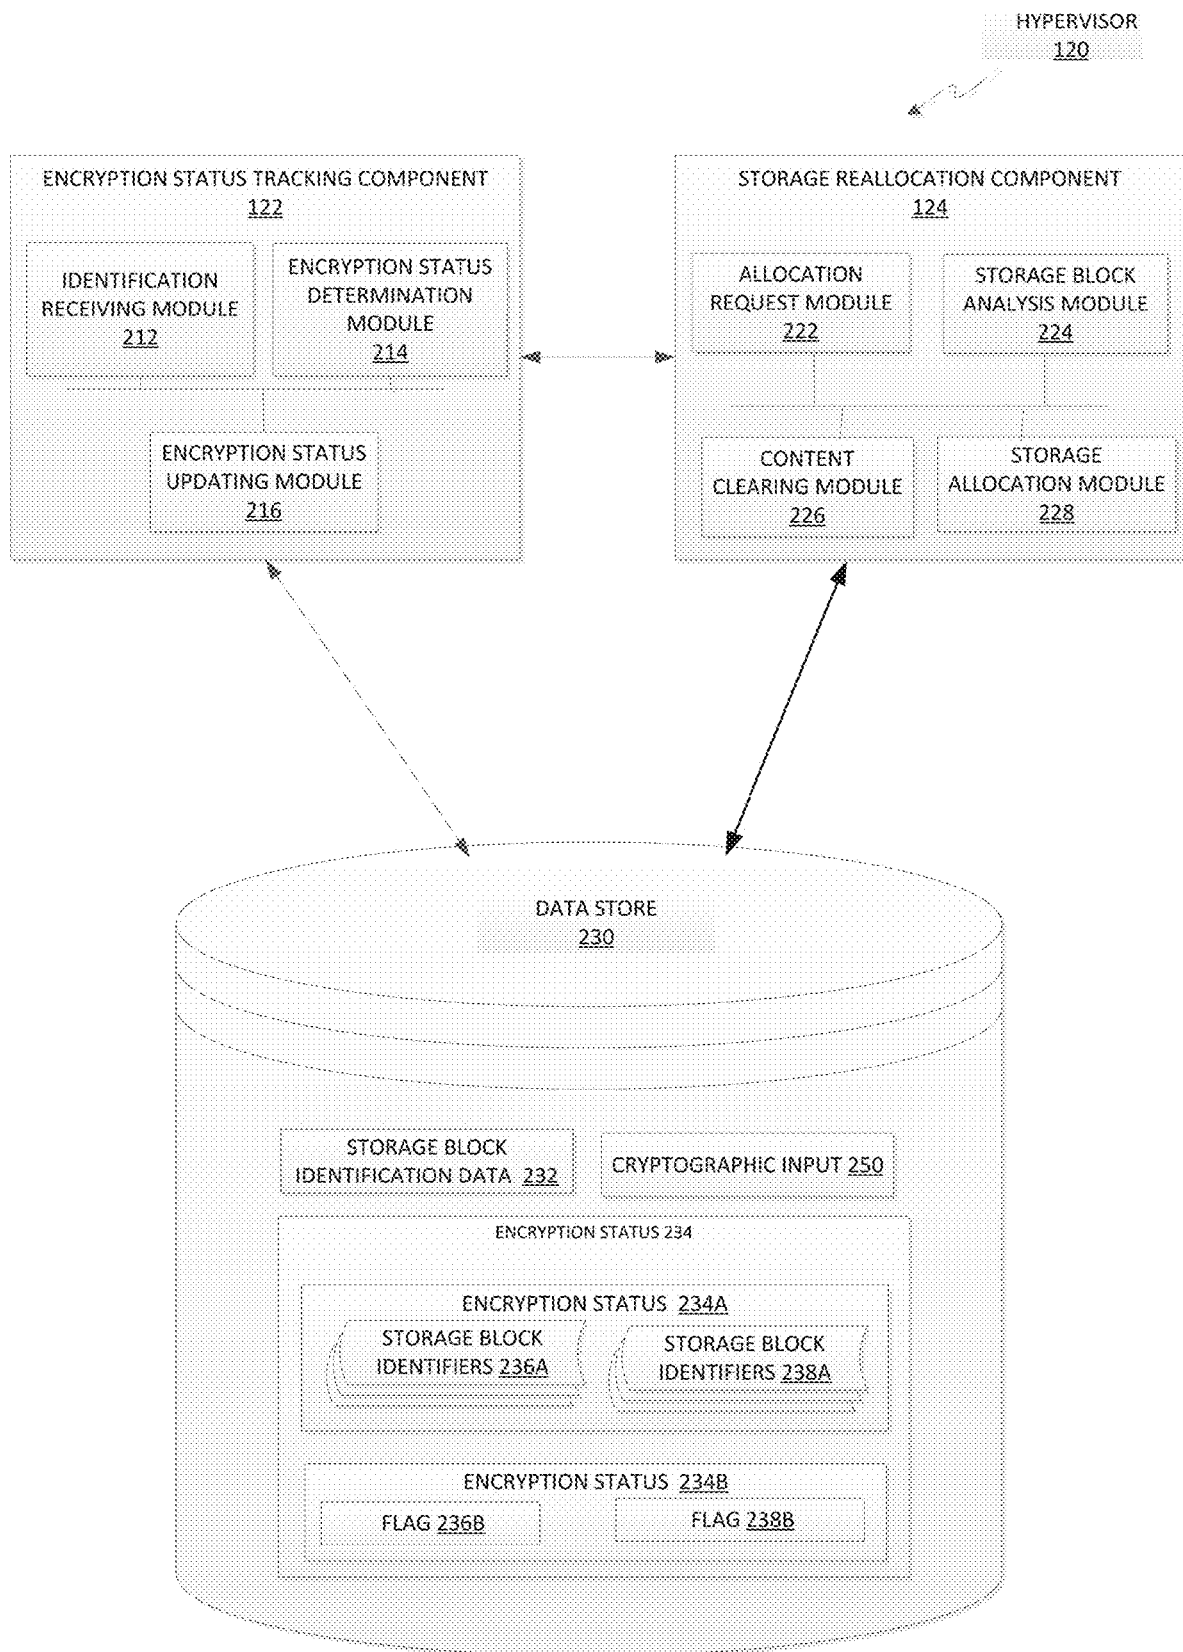 HYPERVISOR
120
ENCRYPTION STATUS TRACKING COMPONENT
122
IDENTIFICATION
RECEIVING MODULE
212
ENCRYPTION STATUS
DETERMINATION
MODULE
214
ENCRYPTION STATUS
UPDATING MODULE
216
STORAGE REALLOCATION COMPONENT
124
ALLOCATION
REQUEST MODULE
222
STORAGE BLOCK
ANALYSIS MODULE
224
CONTENT
CLEARING MODULE
226
STORAGE
ALLOCATION MODULE
228
DATA STORE
230
STORAGE BLOCK
IDENTIFICATION DATA 232
CRYPTOGRAPHIC INPUT 250
ENCRYPTION STATUS 234
ENCRYPTION STATUS 234A
STORAGE BLOCK
IDENTIFIERS 236A
STORAGE BLOCK
IDENTIFIERS 238A
ENCRYPTION STATUS 234B
FLAG 236B
FLAG 238B